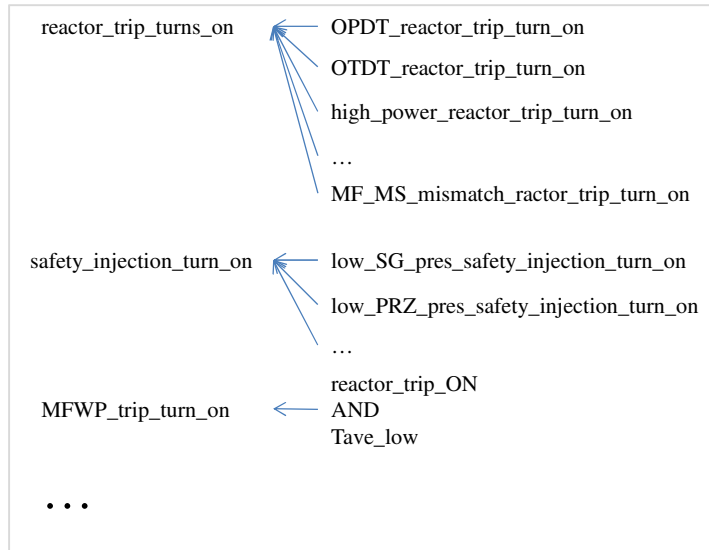 reactor_trip_turns_on OPDT_reactor_trip_turn_on
OTDT_reactor_trip_turn_on
high_power_reactor_trip_turn_on
…
MF_MS_mismatch_ractor_trip_turn_on
safety_injection_turn_on low_SG_pres_safety_injection_turn_on
low_PRZ_pres_safety_injection_turn_on
…
reactor_trip_ON
MFWP_trip_turn_on AND
Tave_low
…